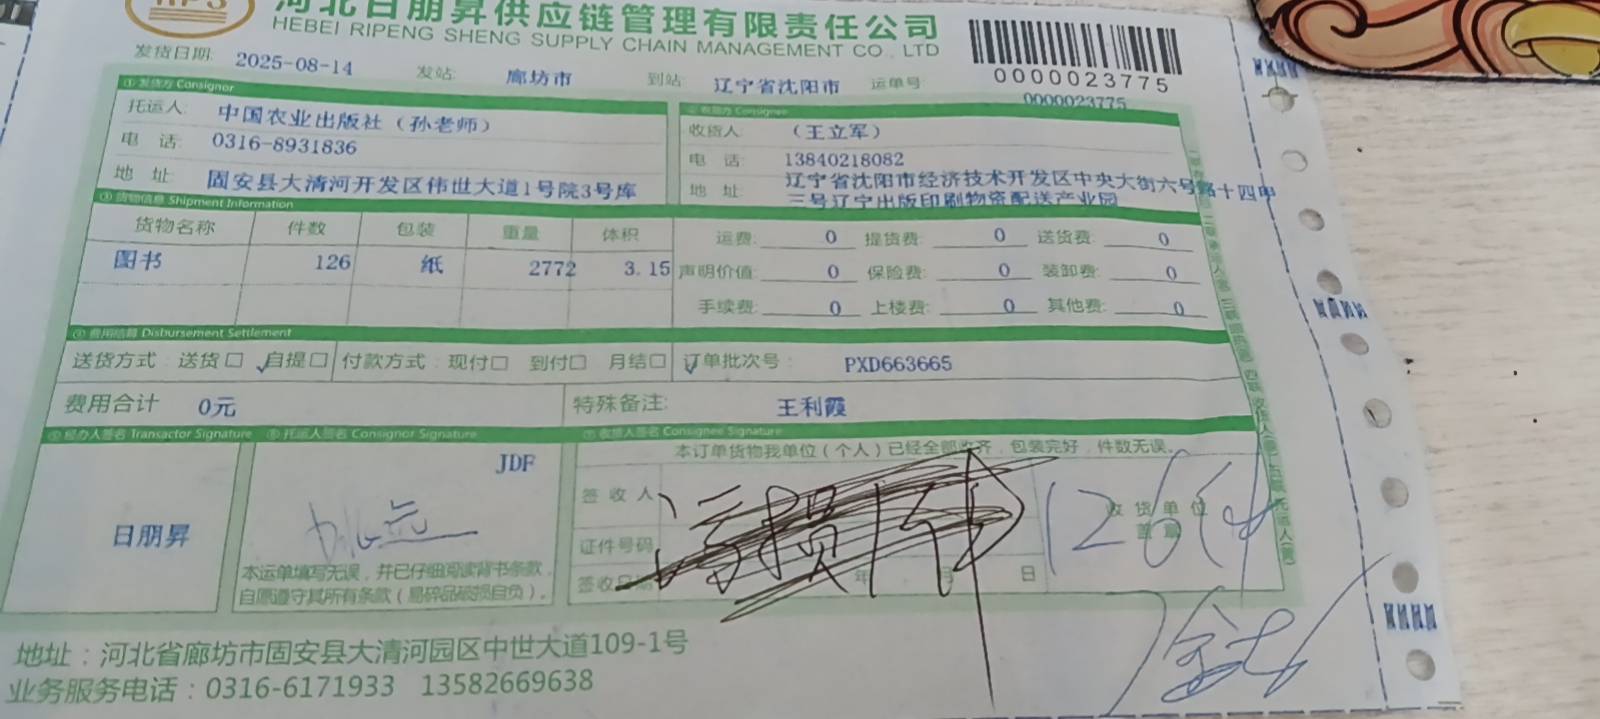 河北日朋昇供应链管理有限责任公司
HEBEI RIPENG SHENG SUPPLY CHAIN MANAGEMENT CO., LTD
0000023775
发货日期: 2025-08-14 发站: 廊坊市 到站: 辽宁省沈阳市 运单号 0000023775
①发货方 Consignor
②收货方 Consignee
托运人: 中国农业出版社（孙老师）
收货人: （王立军）
电 话: 0316-8931836
电 话: 13840218082
地 址: 固安县大清河开发区伟世大道1号院3号库
地 址: 辽宁省沈阳市经济技术开发区中央大街六号路十四甲
三号辽宁出版印刷物资配送产业园
③货物信息 Shipment Information
货物名称 件数 包装 重量 体积
图书 126 纸 2772 3.15
运费: 0 提货费: 0 送货费: 0
声明价值: 0 保险费: 0 装卸费: 0
手续费: 0 上楼费: 0 其他费: 0
④费用结算 Disbursement Settlement
送货方式: 送货□ ✓自提□ 付款方式: 现付□ 到付□ 月结□ 订单批次号: PXD663665
费用合计 0元 特殊备注: 王利霞
⑤经办人签名 Transactor Signature ⑥托运人签名 Consignor Signature ⑦收货人签名 Consignee Signature
本订单货物我单位（个人）已经全部收齐，包装完好，件数无误。
日朋昇
JDF
本运单填写无误，并已仔细阅读背书条款，
自愿遵守其所有条款（易碎品破损自负）。
签 收 人
证件号码
签收日期 年 月 日
收 货 单 位
盖 章
126件
地址：河北省廊坊市固安县大清河园区中世大道109-1号
业务服务电话：0316-6171933 13582669638